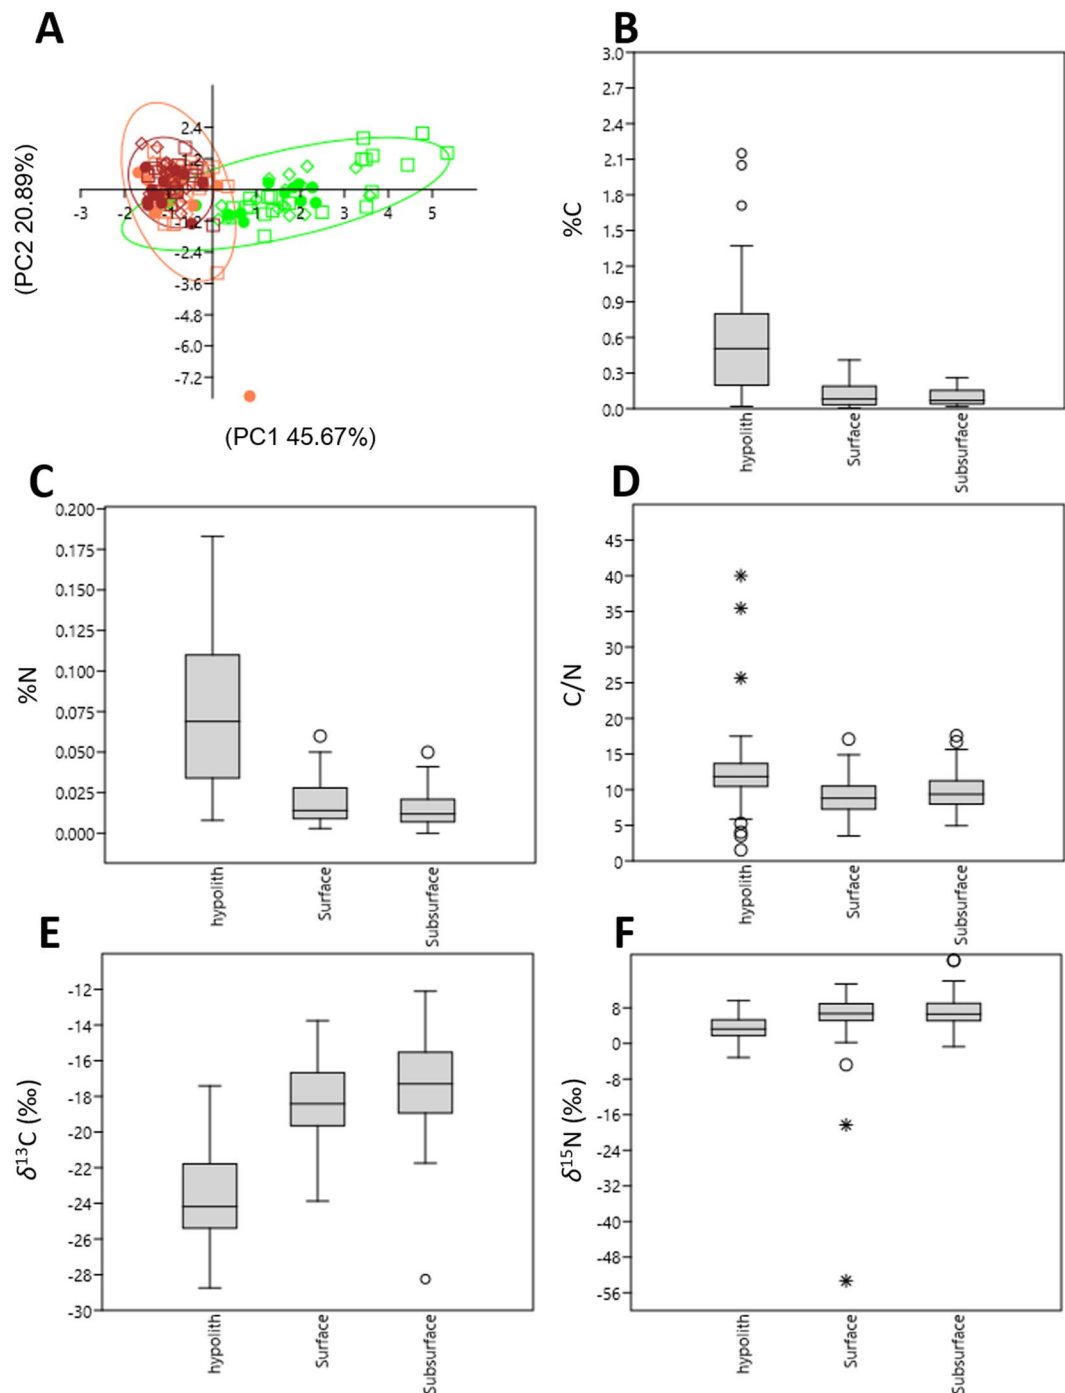 A
(PC2 20.89%)
2.4
1.2
-3
-2
1
2
3
4
5
-1.2
-2.4
-3.6
-4.8
-6.0
-7.2
(PC1 45.67%)
B
%C
3.0
2.7
2.4
2.1
1.8
1.5
1.2
0.9
0.6
0.3
0.0
hypolith
Surface
Subsurface
C
%N
0.200
0.175
0.150
0.125
0.100
0.075
0.050
0.025
0.000
hypolith
Surface
Subsurface
D
C/N
45
40
35
30
25
20
15
10
5
0
hypolith
Surface
Subsurface
E
δ¹³C (‰)
-12
-14
-16
-18
-20
-22
-24
-26
-28
-30
hypolith
Surface
Subsurface
F
δ¹⁵N (‰)
8
0
-8
-16
-24
-32
-40
-48
-56
hypolith
Surface
Subsurface